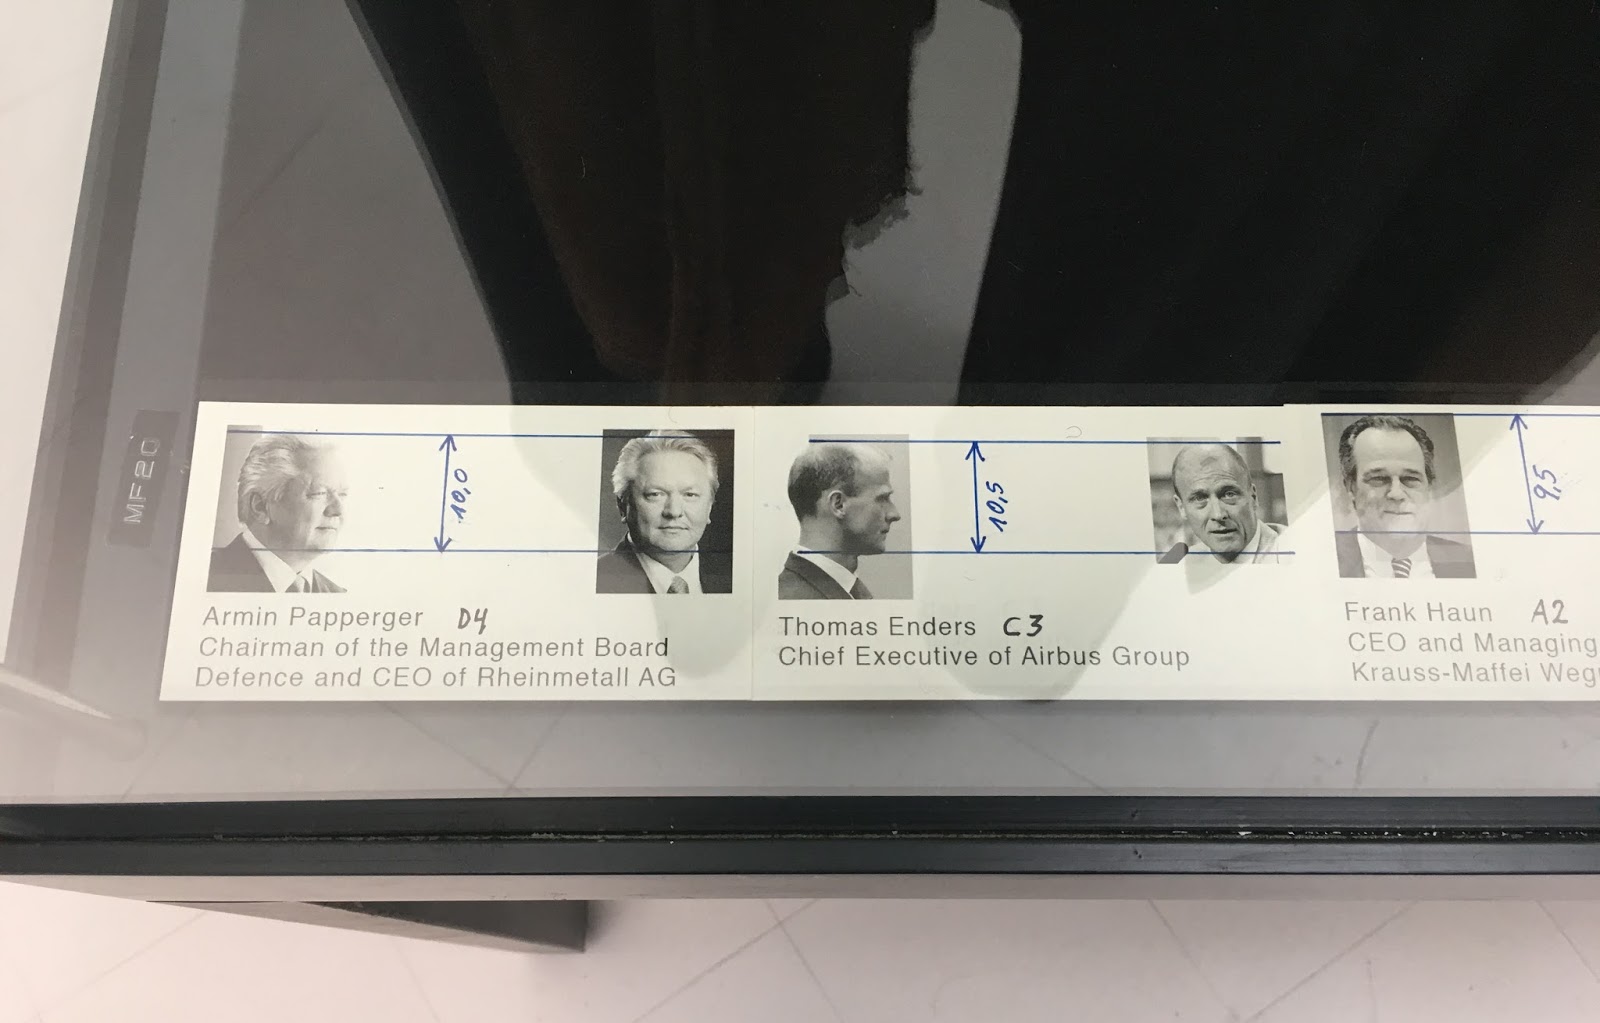 MF20
10,0
Armin Papperger D4
Chairman of the Management Board
Defence and CEO of Rheinmetall AG
10,5
Thomas Enders C3
Chief Executive of Airbus Group
9,5
Frank Haun A2
CEO and Managing
Krauss-Maffei Weg